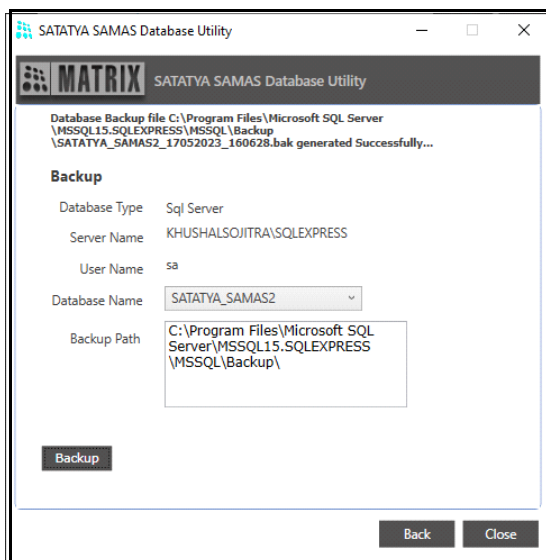 SATATYA SAMAS Database Utility
MATRIX SATATYA SAMAS Database Utility
Database Backup file C:\Program Files\Microsoft SQL Server
\MSSQL15.SQLEXPRESS\MSSQL\Backup
\SATATYA_SAMAS2_17052023_160628.bak generated Successfully...
Backup
Database Type Sql Server
Server Name KHUSHALSOJITRA\SQLEXPRESS
User Name sa
Database Name SATATYA_SAMAS2
Backup Path C:\Program Files\Microsoft SQL
Server\MSSQL15.SQLEXPRESS
\MSSQL\Backup\
Backup
Back Close